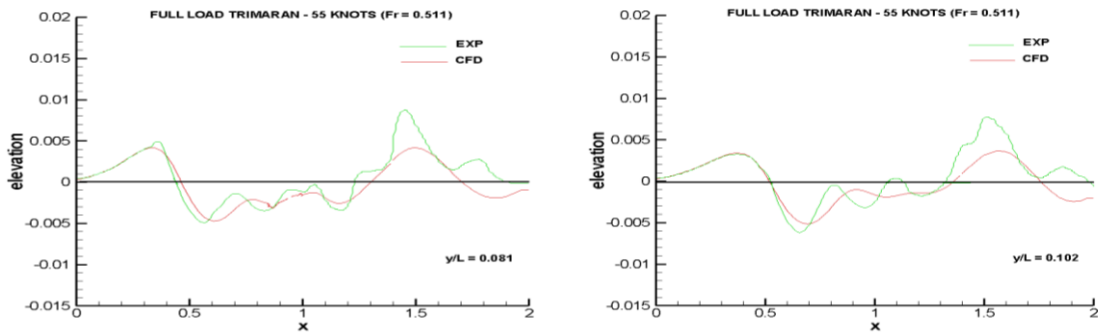 FULL LOAD TRIMARAN - 55 KNOTS (Fr = 0.511)
EXP
CFD
elevation
0.02
0.015
0.01
0.005
0
-0.005
-0.01
-0.015
0
0.5
1
1.5
2
x
y/L = 0.081
FULL LOAD TRIMARAN - 55 KNOTS (Fr = 0.511)
EXP
CFD
elevation
0.02
0.015
0.01
0.005
0
-0.005
-0.01
-0.015
0
0.5
1
1.5
2
x
y/L = 0.102